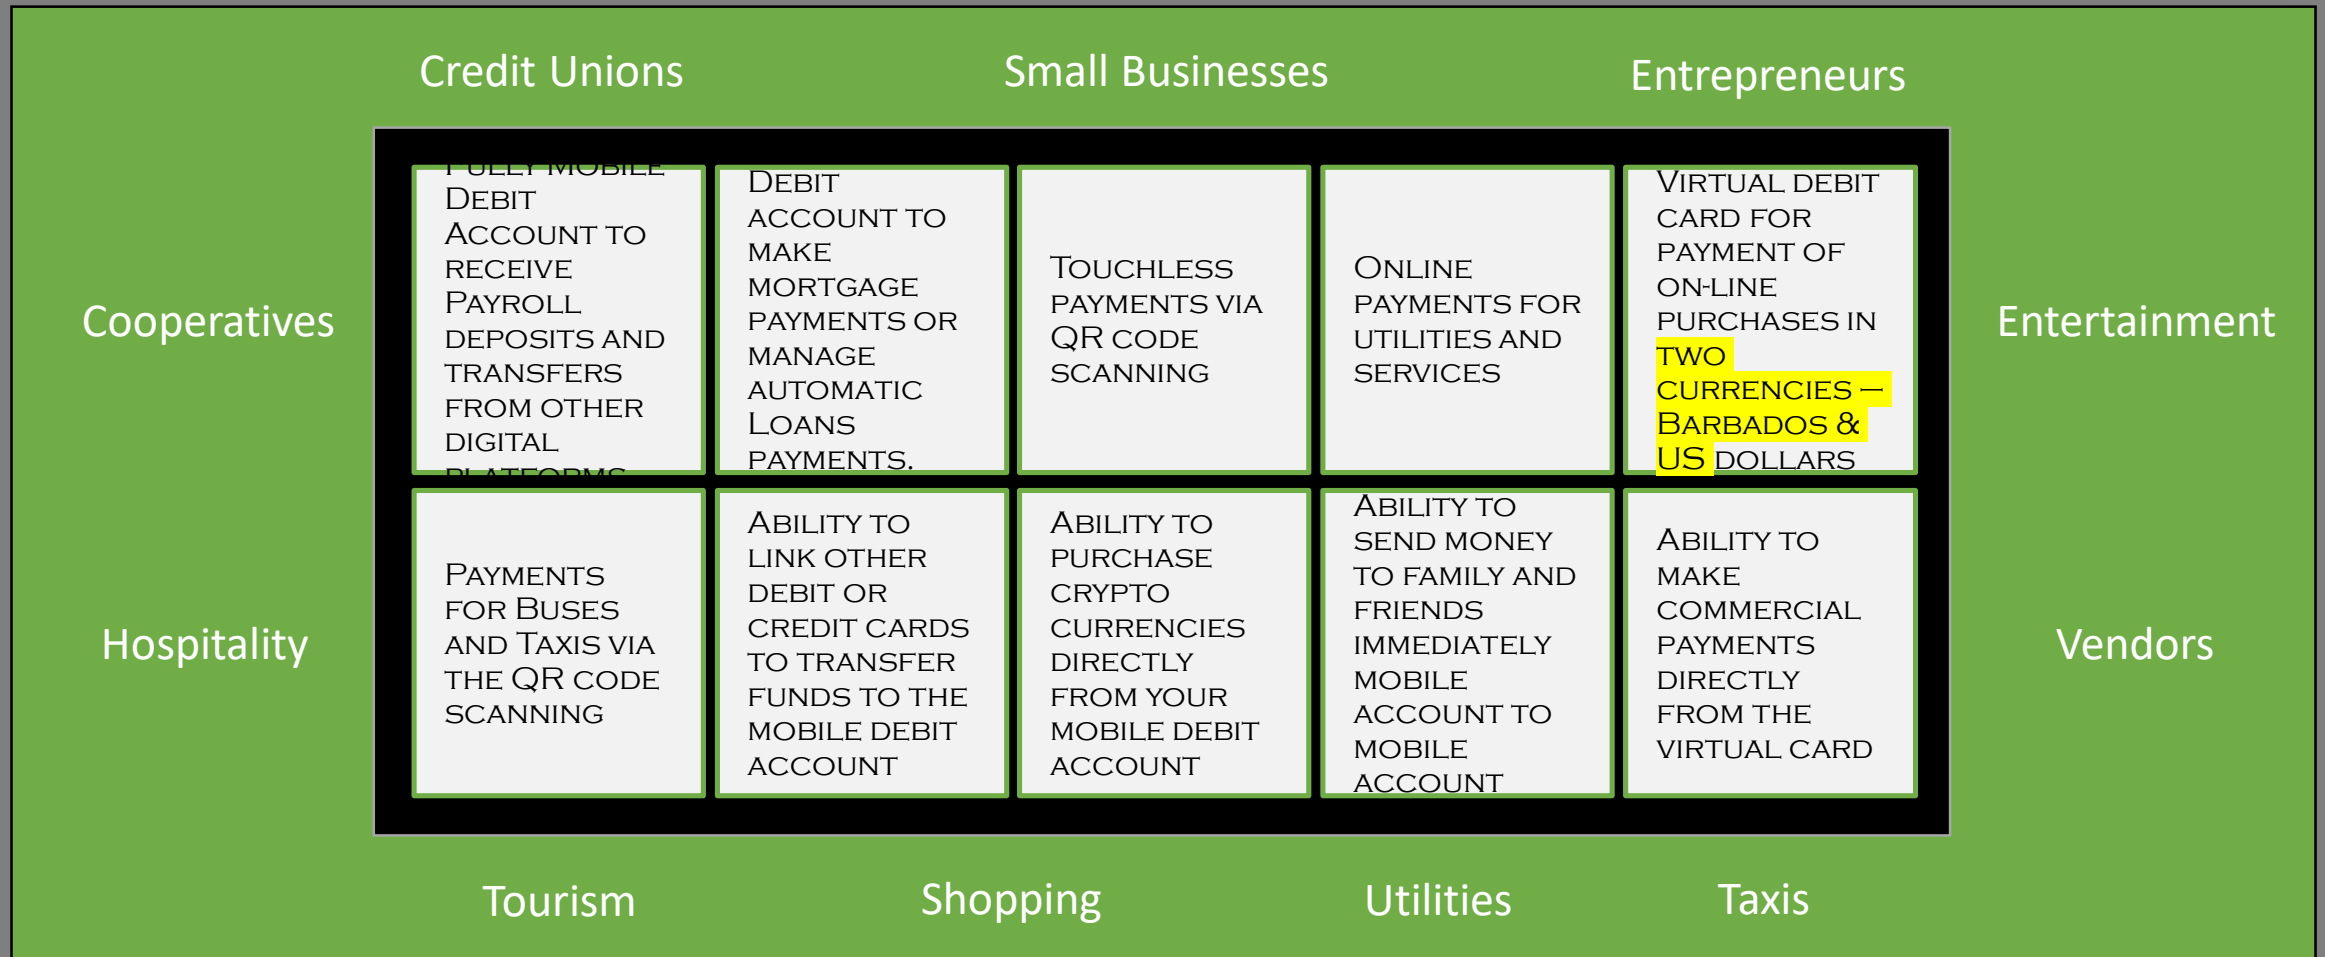 Credit Unions
Small Businesses
Entrepreneurs
Cooperatives
Fully Mobile
Debit
Account to
receive
Payroll
deposits and
transfers
from other
digital
platforms
Debit
account to
make
mortgage
payments or
manage
automatic
Loans
payments.
Touchless
payments via
QR code
scanning
Online
payments for
utilities and
services
Virtual debit
card for
payment of
on-line
purchases in
two
currencies –
Barbados &
US dollars
Entertainment
Hospitality
Payments
for Buses
and Taxis via
the QR code
scanning
Ability to
link other
debit or
credit cards
to transfer
funds to the
mobile debit
account
Ability to
purchase
crypto
currencies
directly
from your
mobile debit
account
Ability to
send money
to family and
friends
immediately
mobile
account to
mobile
account
Ability to
make
commercial
payments
directly
from the
virtual card
Vendors
Tourism
Shopping
Utilities
Taxis